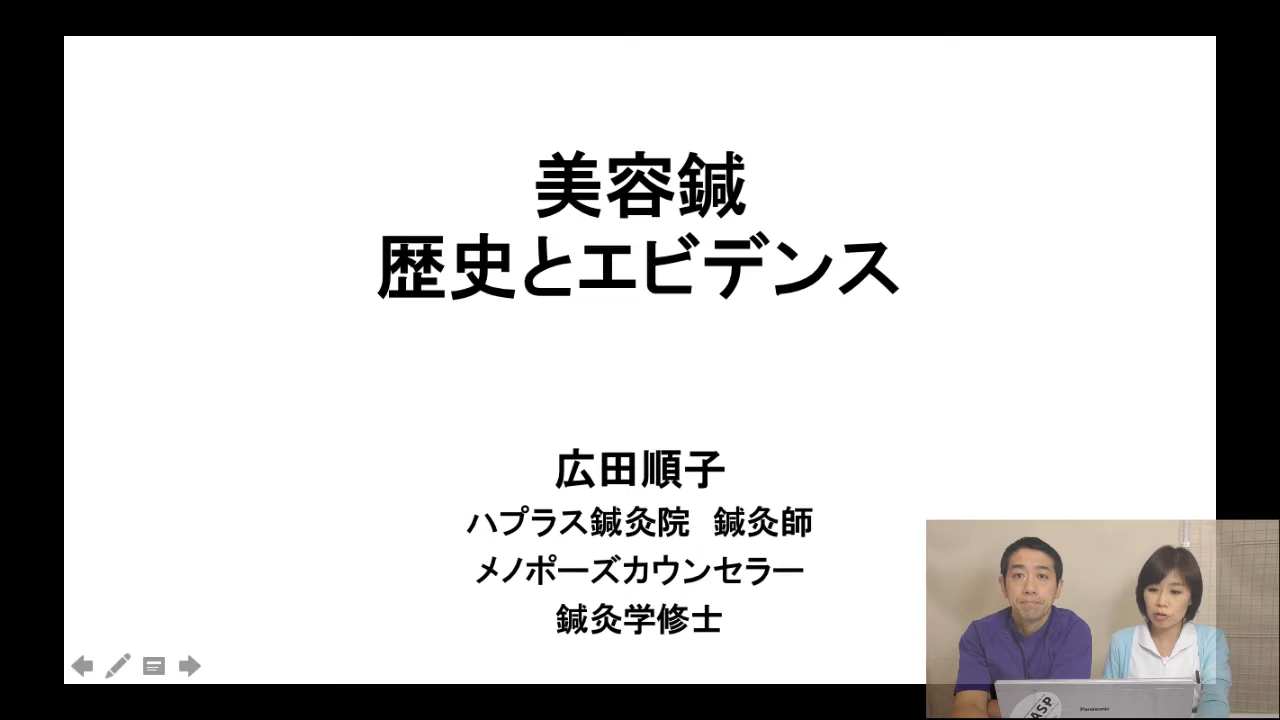 美容鍼
歴史とエビデンス
広田順子
ハプラス鍼灸院　鍼灸師
メノポーズカウンセラー
鍼灸学修士
ASP
Panasonic